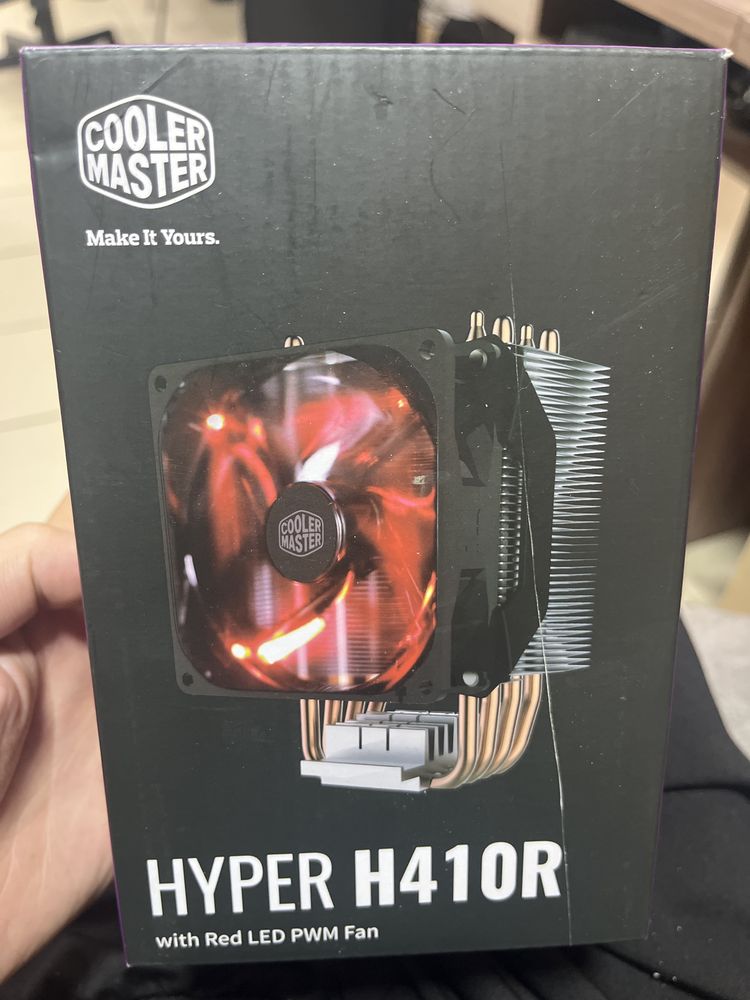 COOLER
MASTER
Make It Yours.
COOLER
MASTER
HYPER H410R
with Red LED PWM Fan